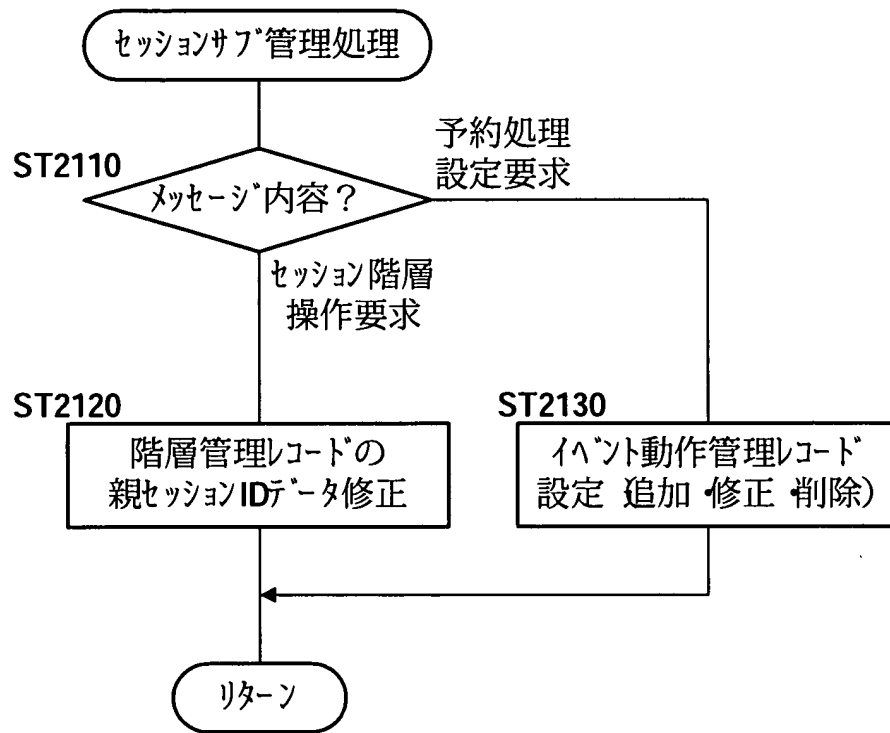 セッションサブ管理処理
予約処理
設定要求
ST2110
メッセージ内容？
セッション階層
操作要求
ST2120
ST2130
階層管理レコードの
親セッションIDデータ修正
イベント動作管理レコード
設定（追加・修正・削除）
リターン